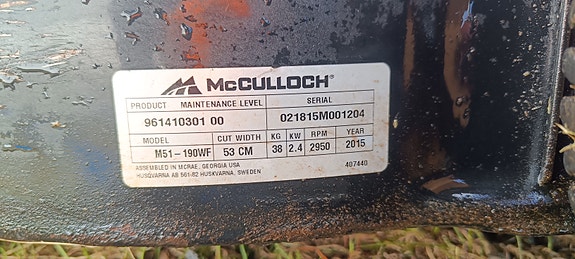 McCULLOCH®
PRODUCT MAINTENANCE LEVEL SERIAL
961410301 00 021815M001204
MODEL CUT WIDTH KG KW RPM YEAR
M51-190WF 53 CM 38 2.4 2950 2015
ASSEMBLED IN MCRAE, GEORGIA USA 407440
HUSQVARNA AB 561-82 HUSKVARNA, SWEDEN